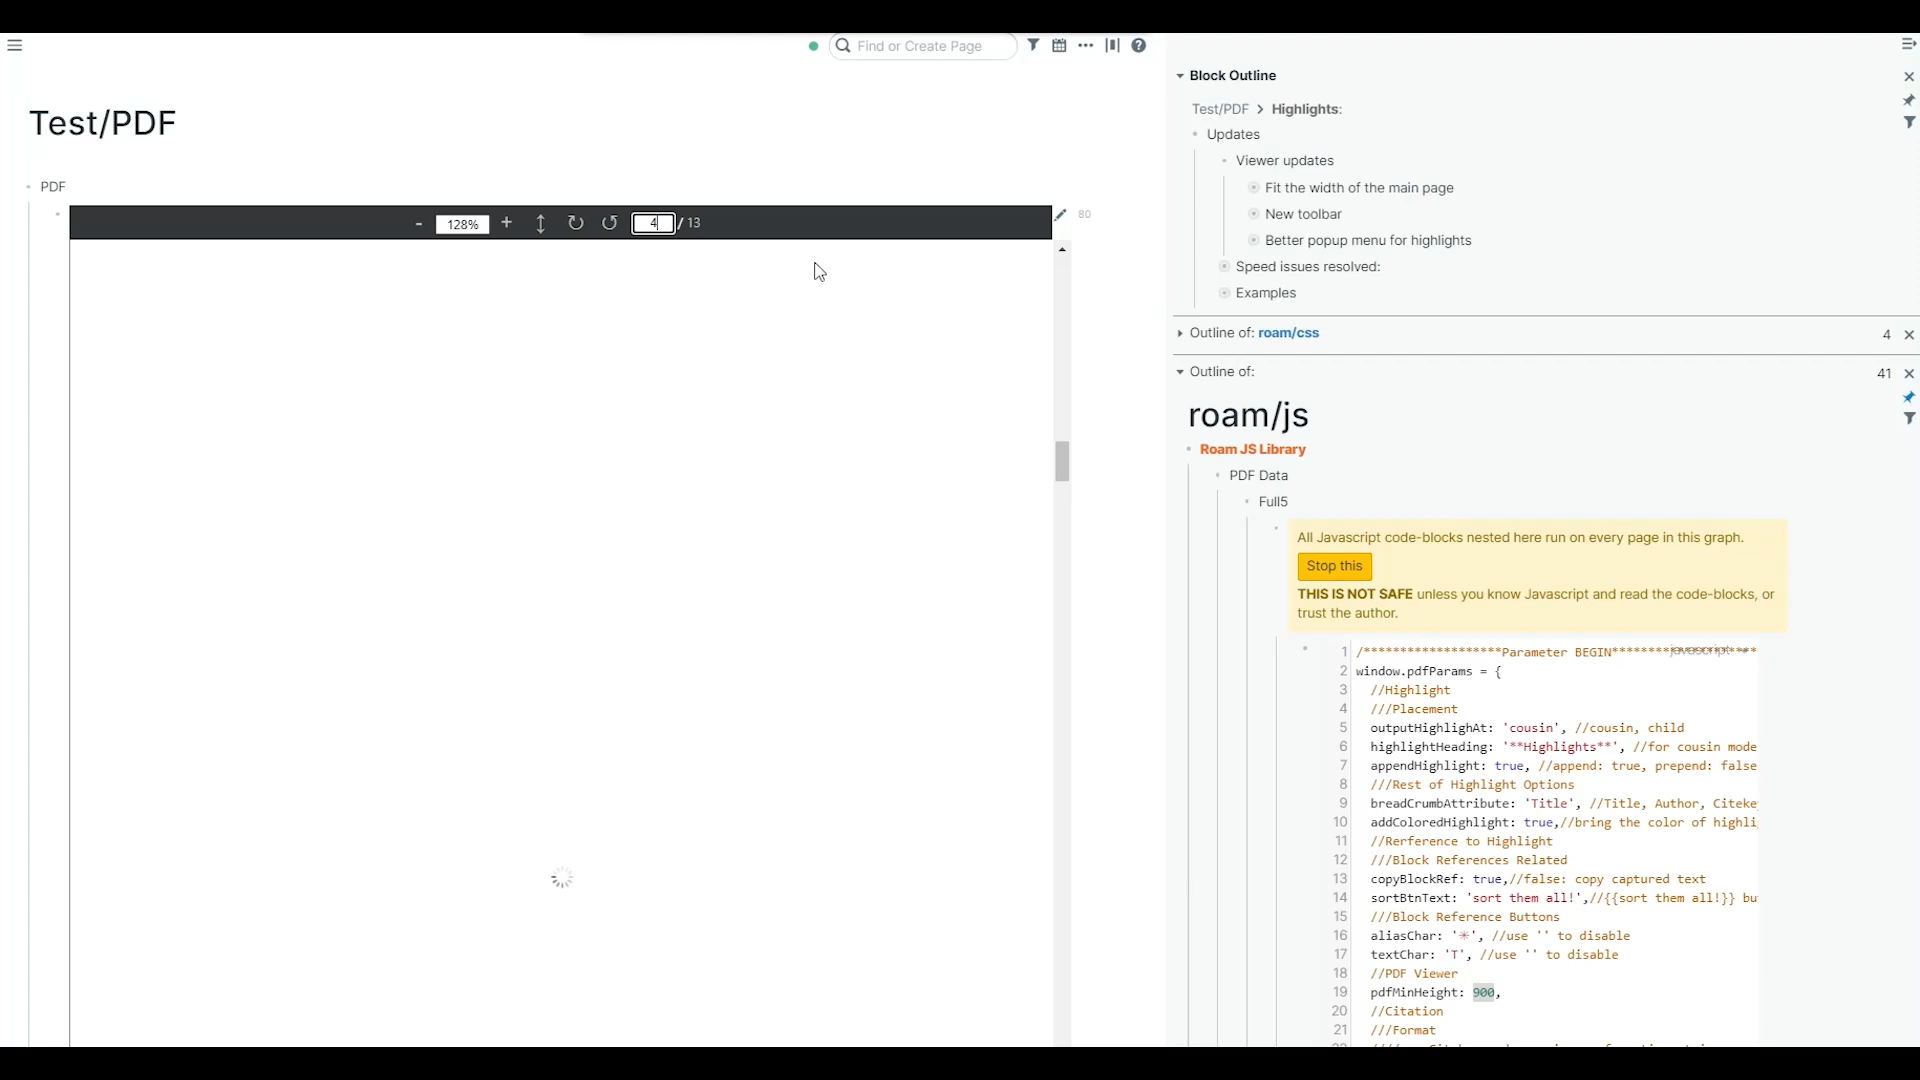 Find or Create Page
Test/PDF
PDF
- 128% + 4 / 13
80
Block Outline
Test/PDF > Highlights:
Updates
Viewer updates
Fit the width of the main page
New toolbar
Better popup menu for highlights
Speed issues resolved:
Examples
Outline of: roam/css 4
Outline of: 41
roam/js
Roam JS Library
PDF Data
Full5
All Javascript code-blocks nested here run on every page in this graph.
Stop this
THIS IS NOT SAFE unless you know Javascript and read the code-blocks, or
trust the author.
javascript
1 /*******************Parameter BEGIN********************
2 window.pdfParams = {
3 //Highlight
4 ///Placement
5 outputHighlighAt: 'cousin', //cousin, child
6 highlightHeading: '**Highlights**', //for cousin mode
7 appendHighlight: true, //append: true, prepend: false
8 ///Rest of Highlight Options
9 breadCrumbAttribute: 'Title', //Title, Author, Citeke
10 addColoredHighlight: true,//bring the color of highli
11 //Rerference to Highlight
12 ///Block References Related
13 copyBlockRef: true,//false: copy captured text
14 sortBtnText: 'sort them all!',//{{sort them all!}} bu
15 ///Block Reference Buttons
16 aliasChar: '✳', //use '' to disable
17 textChar: 'T', //use '' to disable
18 //PDF Viewer
19 pdfMinHeight: 900,
20 //Citation
21 ///Format